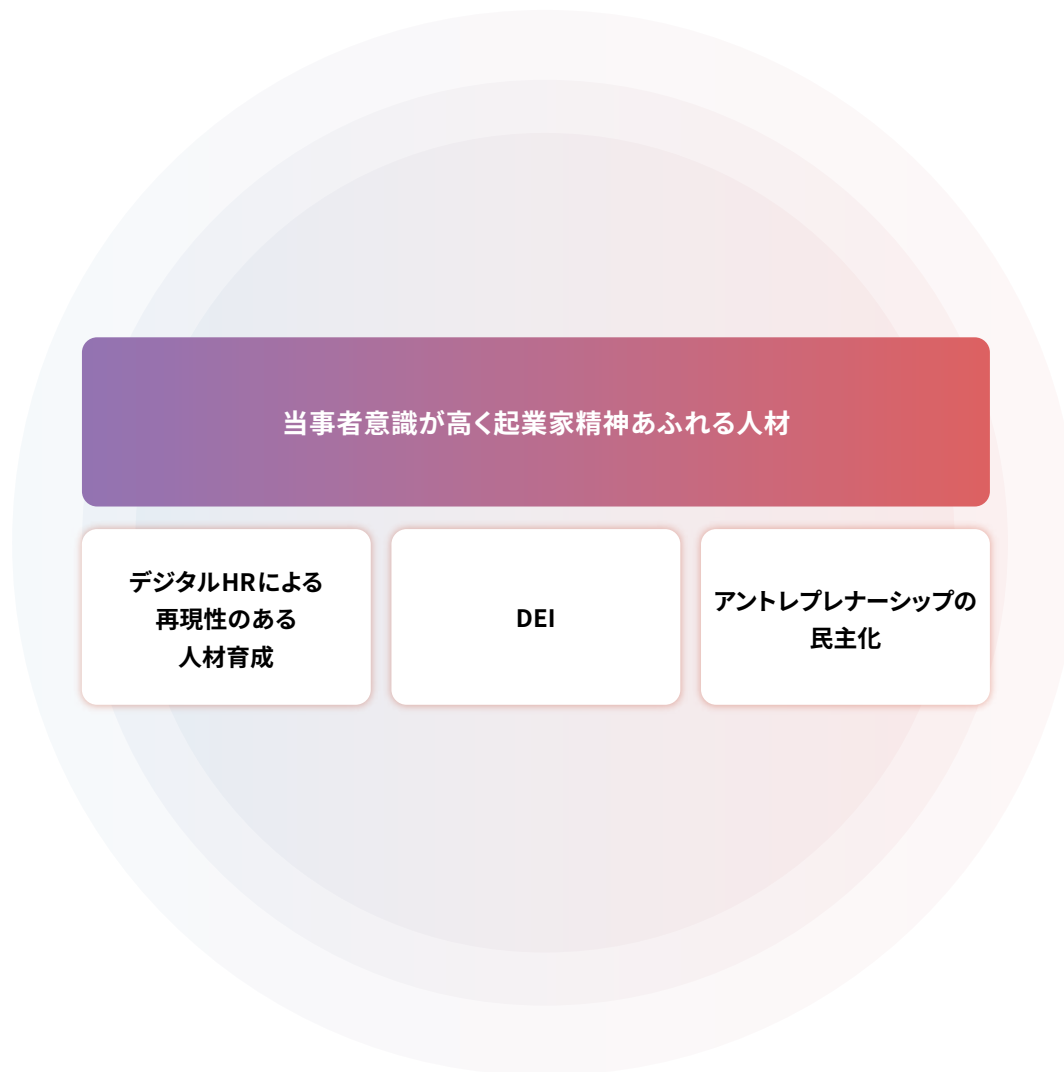 当事者意識が高く起業家精神あふれる人材
デジタルHRによる
再現性のある
人材育成
DEI
アントレプレナーシップの
民主化